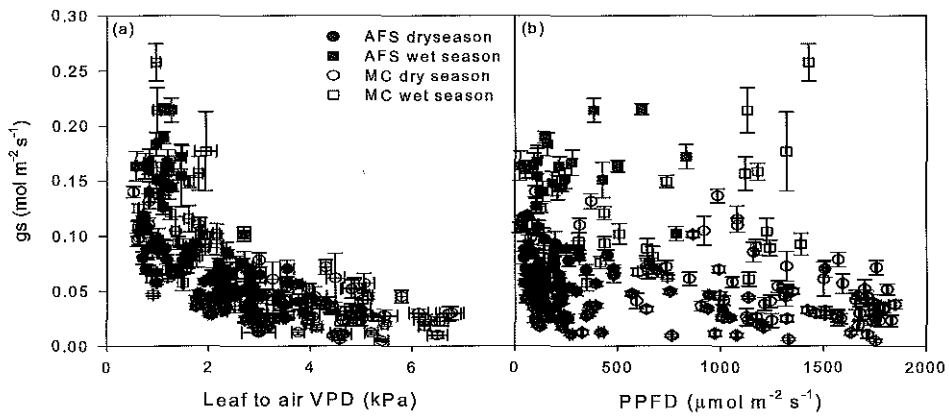 0.30
0.25
0.20
0.15
0.10
0.05
0.00
gs (mol m⁻² s⁻¹)
(a)
AFS dryseason
AFS wet season
MC dry season
MC wet season
0 2 4 6
Leaf to air VPD (kPa)
(b)
0 500 1000 1500 2000
PPFD (µmol m⁻² s⁻¹)